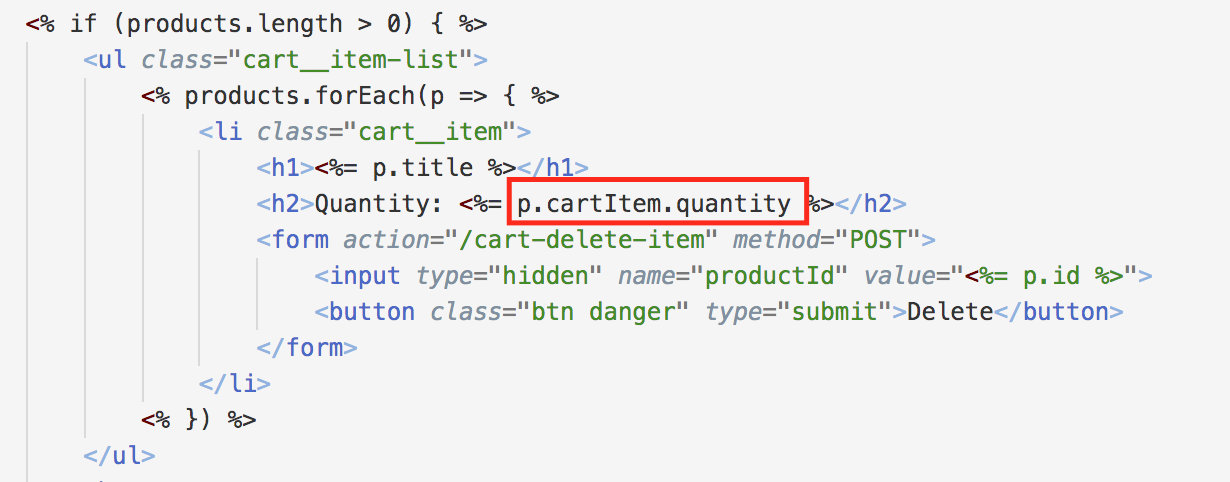 <% if (products.length > 0) { %>
<ul class="cart__item-list">
<% products.forEach(p => { %>
<li class="cart__item">
<h1><%= p.title %></h1>
<h2>Quantity: <%= p.cartItem.quantity %></h2>
<form action="/cart-delete-item" method="POST">
<input type="hidden" name="productId" value="<%= p.id %>">
<button class="btn danger" type="submit">Delete</button>
</form>
</li>
<% }) %>
</ul>